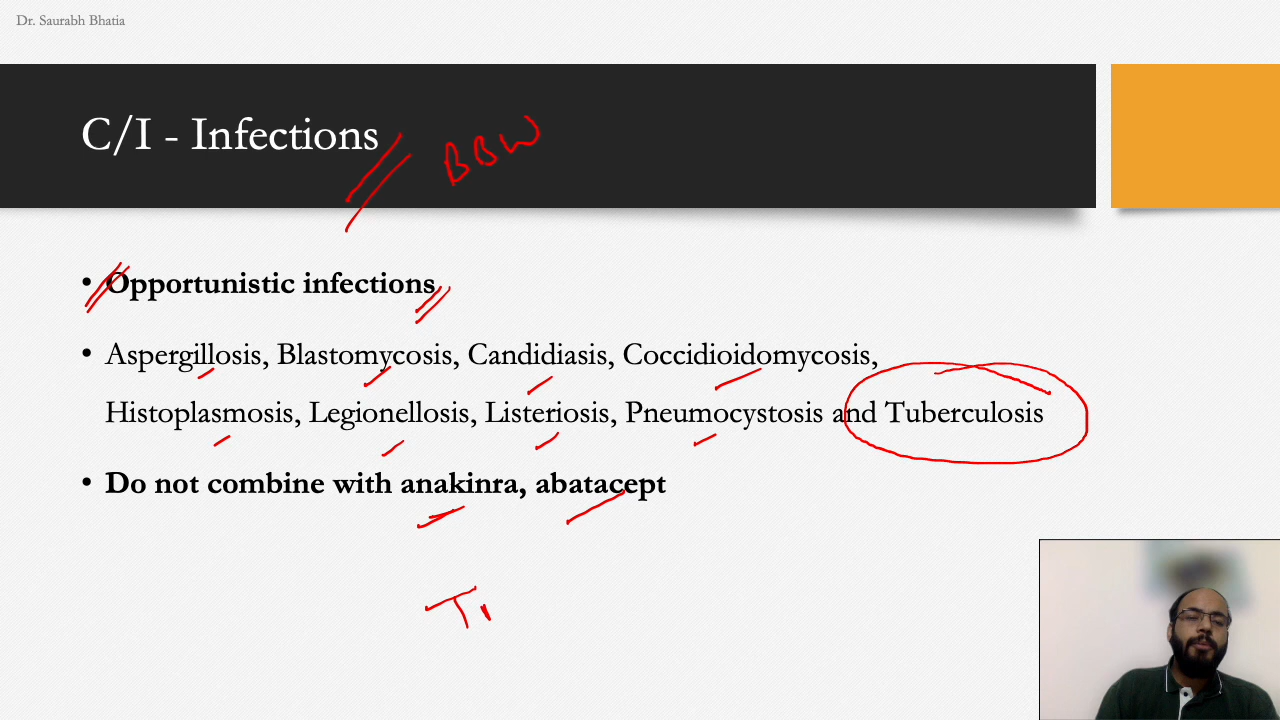 Dr. Saurabh Bhatia
C/I - Infections
BBW
• Opportunistic infections
• Aspergillosis, Blastomycosis, Candidiasis, Coccidioidomycosis,
Histoplasmosis, Legionellosis, Listeriosis, Pneumocystosis and Tuberculosis
• Do not combine with anakinra, abatacept